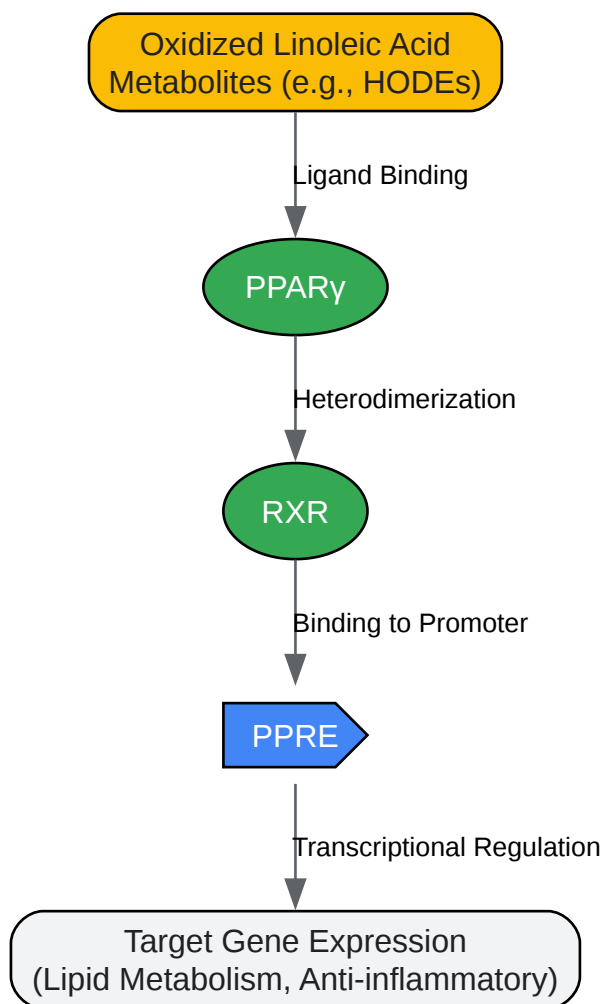 Oxidized Linoleic Acid
Metabolites (e.g., HODEs)
Ligand Binding
PPARγ
Heterodimerization
RXR
Binding to Promoter
PPRE
Transcriptional Regulation
Target Gene Expression
(Lipid Metabolism, Anti-inflammatory)